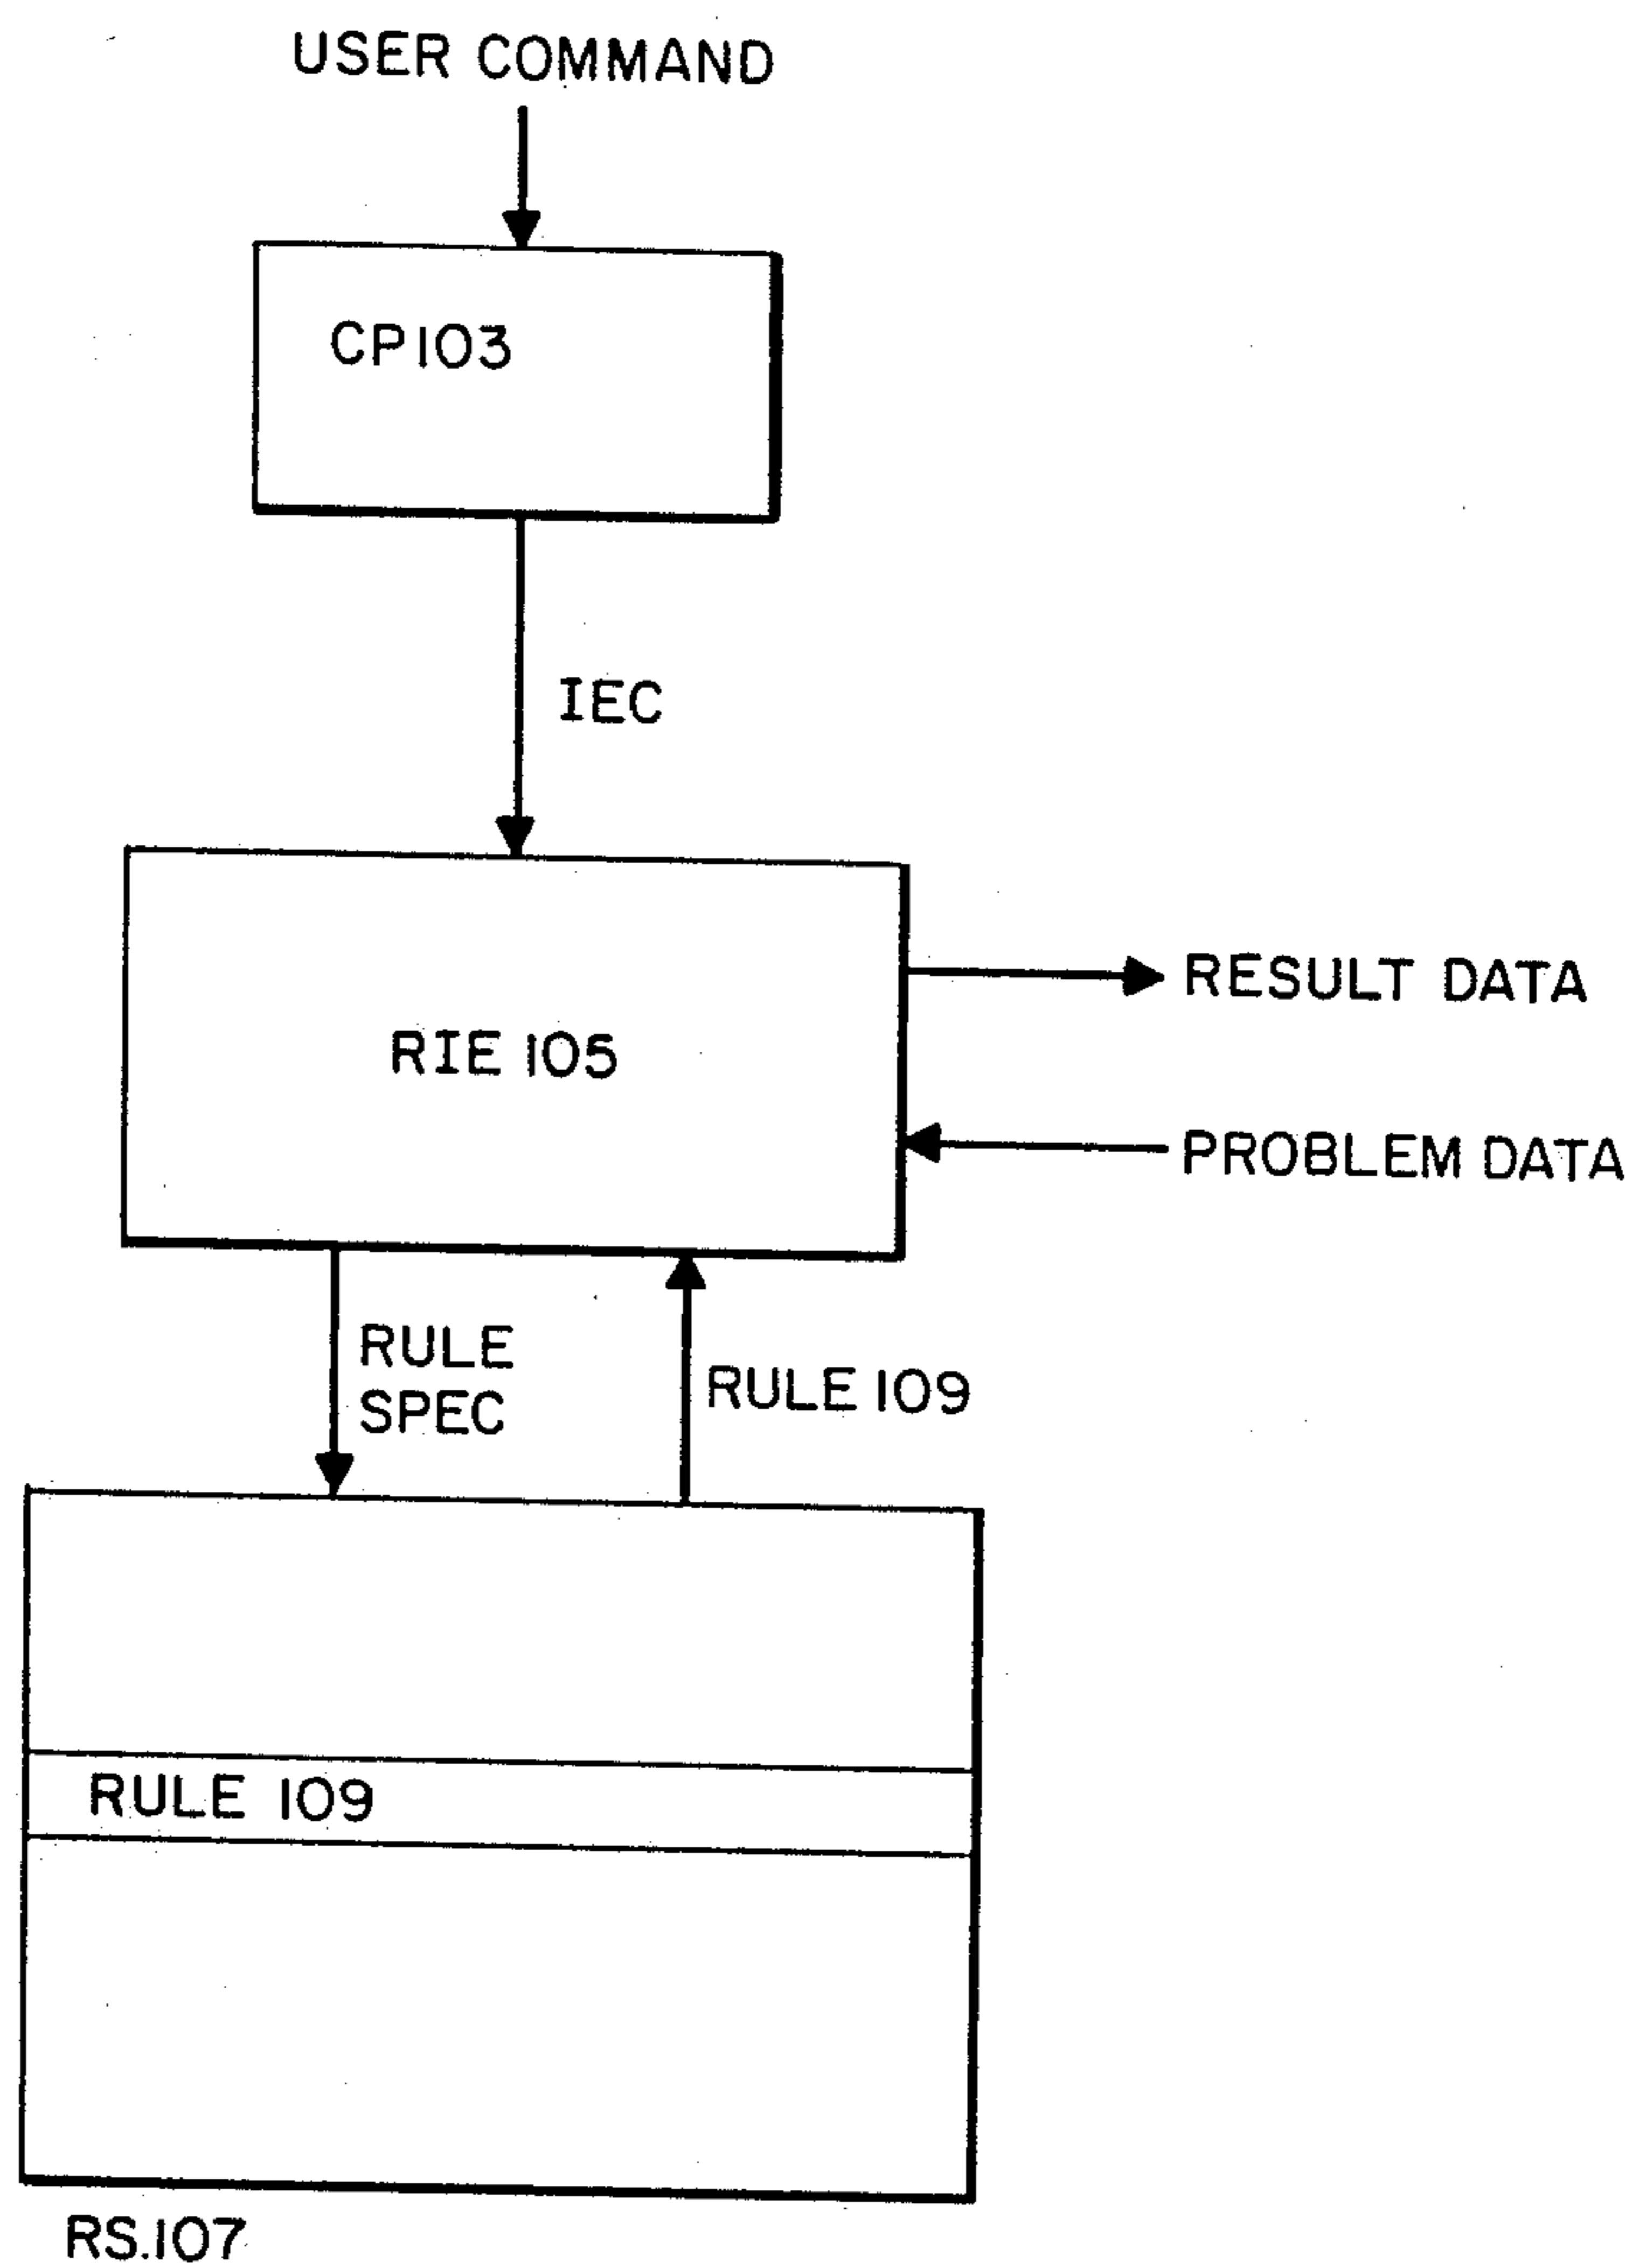 USER COMMAND
CP103
IEC
RIE 105
RESULT DATA
PROBLEM DATA
RULE
SPEC
RULE 109
RULE 109
RS.107